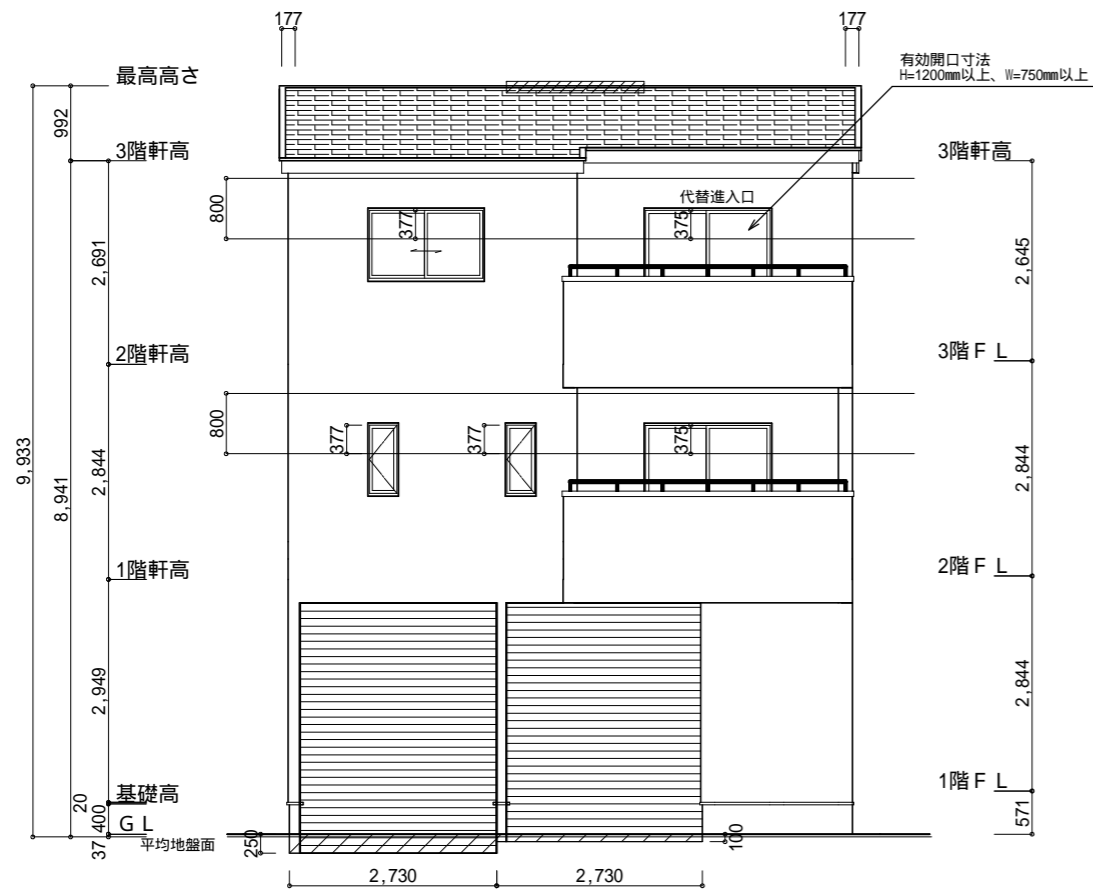 177
177
有効開口寸法
H=1200mm以上、W=750mm以上
最高高さ
992
3階軒高
3階軒高
800
代替進入口
377
375
2,691
2,645
2階軒高
3階ＦＬ
800
377
377
375
9,933
8,941
2,844
2,844
1階軒高
2階ＦＬ
2,949
2,844
基礎高
1階ＦＬ
20
400
ＧＬ
571
37
平均地盤面
250
100
2,730
2,730